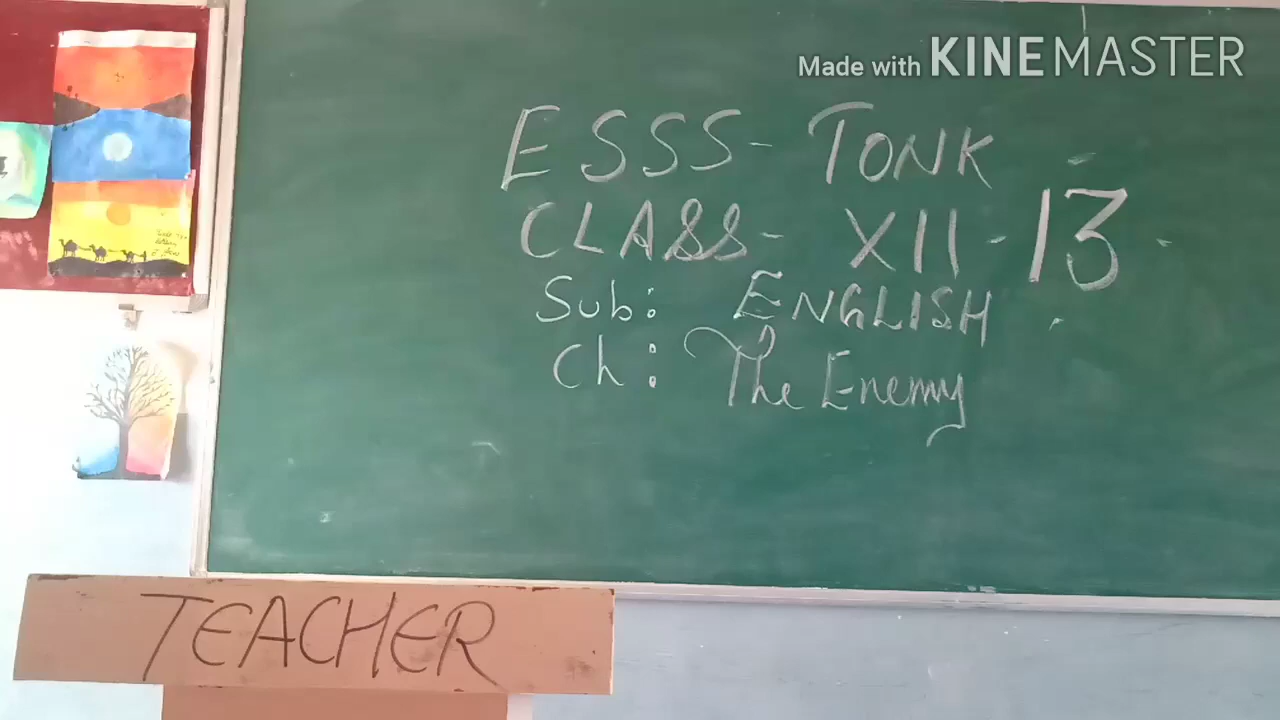 Made with KINEMASTER
ESSS - TONK
CLASS - XII - 13
Sub: ENGLISH
Ch: The Enemy
TEACHER